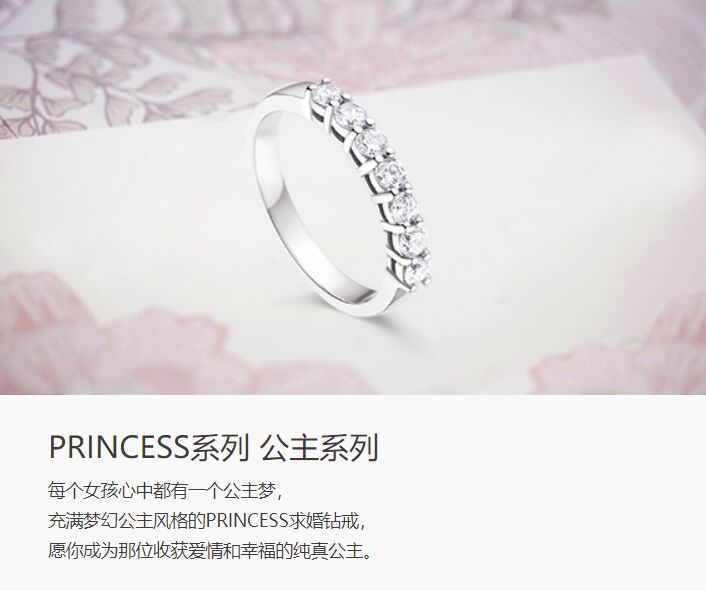 PRINCESS系列 公主系列
每个女孩心中都有一个公主梦，
充满梦幻公主风格的PRINCESS求婚钻戒，
愿你成为那位收获爱情和幸福的纯真公主。